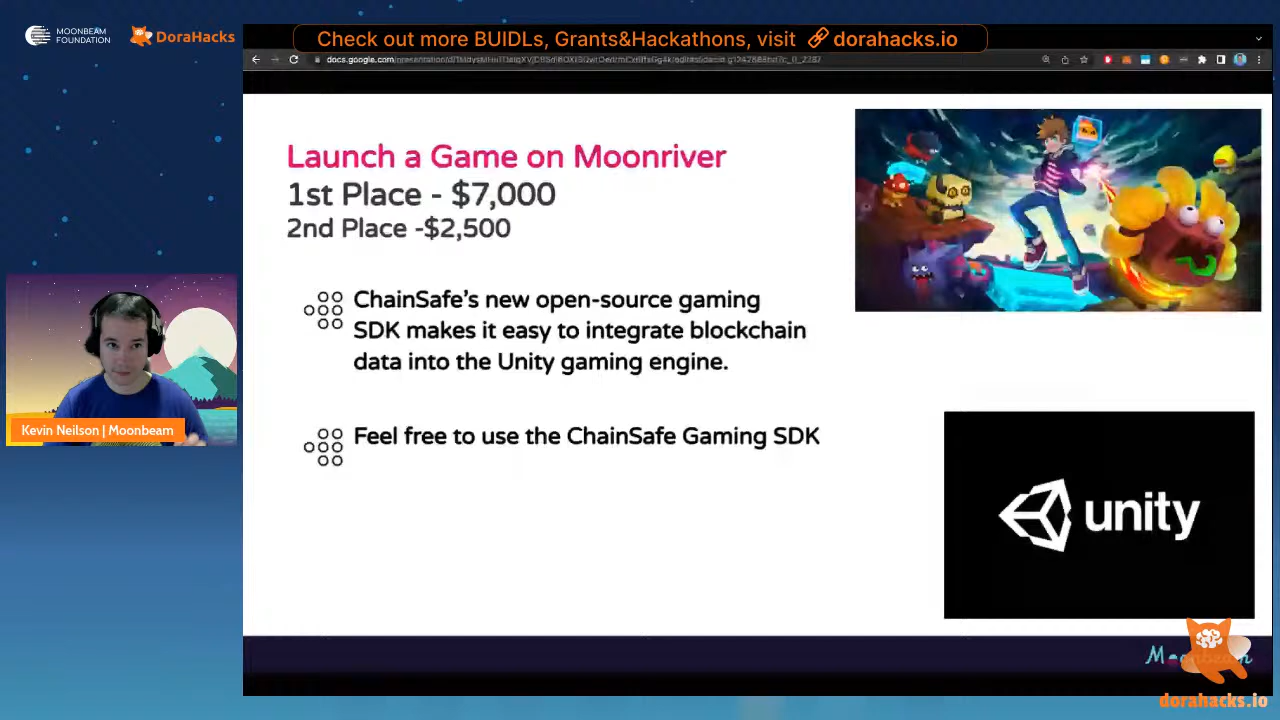 MOONBEAM
FOUNDATION
DoraHacks
Check out more BUIDLs, Grants&Hackathons, visit dorahacks.io
Launch a Game on Moonriver
1st Place - $7,000
2nd Place -$2,500
ChainSafe's new open-source gaming
SDK makes it easy to integrate blockchain
data into the Unity gaming engine.
Feel free to use the ChainSafe Gaming SDK
Kevin Neilson | Moonbeam
unity
dorahacks.io